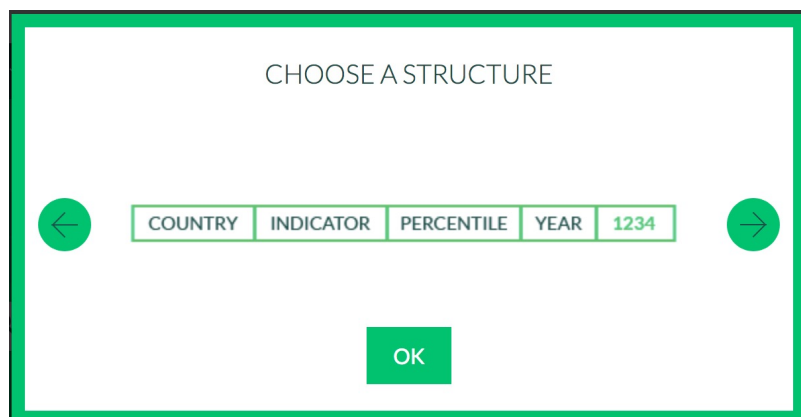 CHOOSE A STRUCTURE
COUNTRY INDICATOR PERCENTILE YEAR 1234
OK